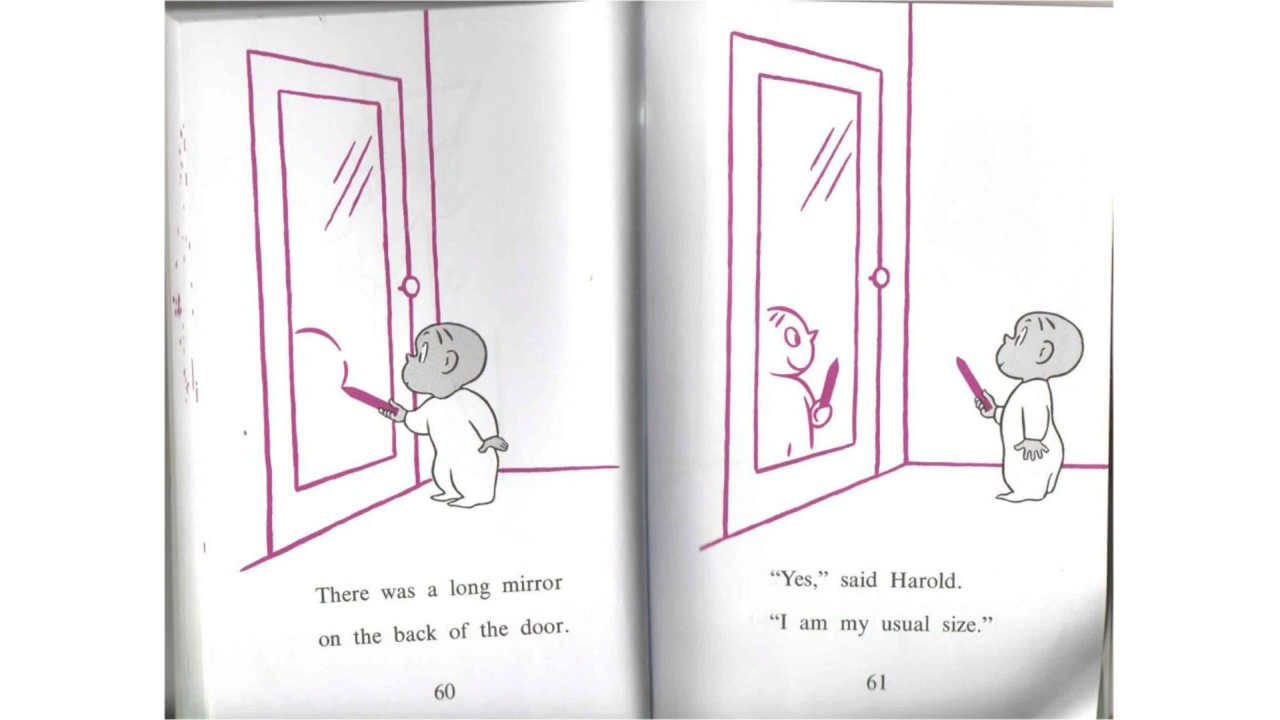 There was a long mirror
on the back of the door.
60
“Yes,” said Harold.
“I am my usual size.”
61